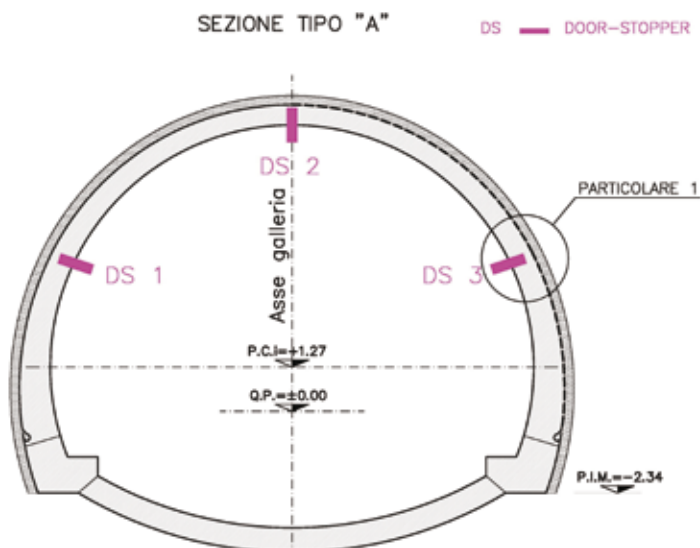 SEZIONE TIPO "A"
DS DOOR-STOPPER
DS 2
PARTICOLARE 1
Asse galleria
DS 1
DS 3
P.C.I=+1.27
Q.P.=±0.00
P.I.M.=-2.34